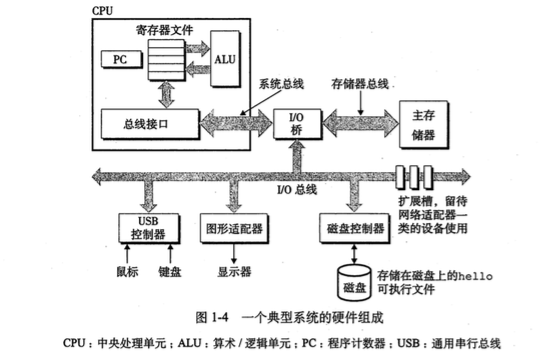 CPU
寄存器文件
PC
ALU
系统总线
存储器总线
总线接口
I/O
桥
主存
储器
I/O 总线
扩展槽，留待
网络适配器一
类的设备使用
USB
控制器
图形适配器
磁盘控制器
鼠标
键盘
显示器
磁盘
存储在磁盘上的hello
可执行文件
图 1-4 一个典型系统的硬件组成
CPU：中央处理单元；ALU：算术/逻辑单元；PC：程序计数器；USB：通用串行总线